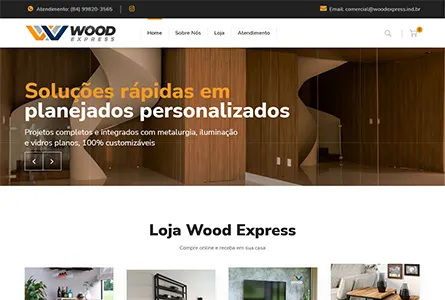 Atendimento: (84) 99820-3565
Email: comercial@woodexpress.ind.br
WOOD
EXPRESS
Home
Sobre Nós
Loja
Atendimento
Soluções rápidas em
planejados personalizados
Projetos completos e integrados com metalurgia, iluminação
e vidros planos, 100% customizáveis
Loja Wood Express
Compre online e receba em sua casa